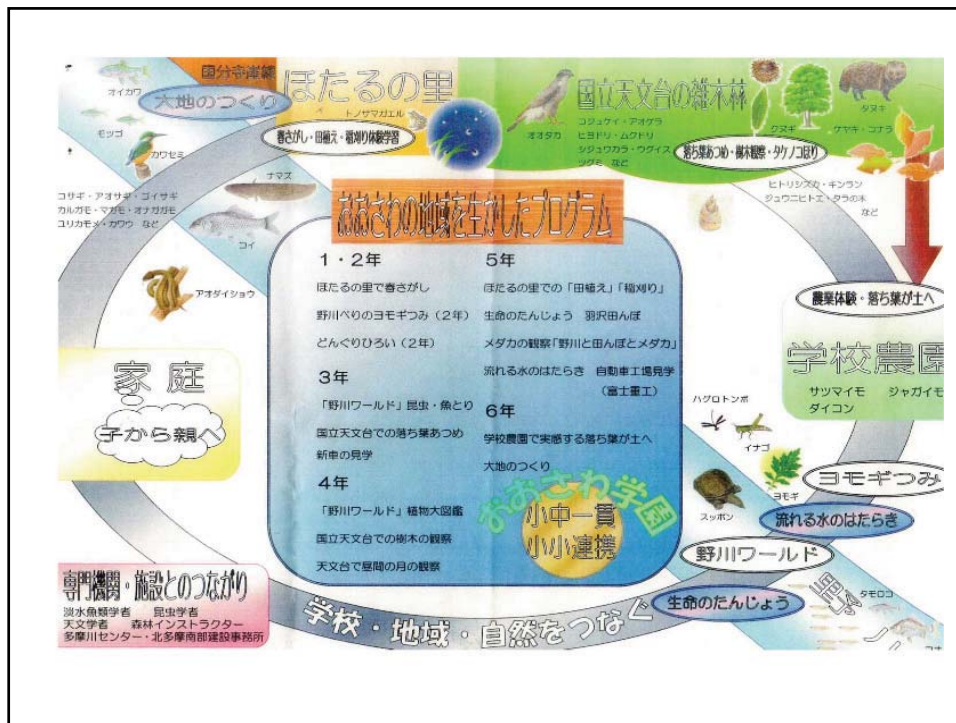 国分寺崖線
大地のつくり
オイカワ
モツゴ
カワセミ
コサギ・アオサギ・ゴイサギ
カルガモ・マガモ・オナガガモ
ユリカモメ・カワウ など
ナマズ
コイ
アオダイショウ
ほたるの里
トノサマガエル
春さがし・田植え・稲刈り体験学習
国立天文台の雑木林
オオタカ
コジュケイ・アオゲラ
ヒヨドリ・ムクドリ
シジュウカラ・ウグイス
ツグミ など
クヌギ
タヌキ
ケヤキ・コナラ
落ち葉あつめ・樹木観察・タケノコほり
ヒトリシズカ・キンラン
ジュウニヒトエ・タラの木
など
おおさわの地域を生かしたプログラム
1・2年
ほたるの里で春さがし
野川べりのヨモギつみ(2年)
どんぐりひろい(2年)
3年
「野川ワールド」昆虫・魚とり
国立天文台での落ち葉あつめ
新車の見学
4年
「野川ワールド」植物大図鑑
国立天文台での樹木の観察
天文台で昼間の月の観察
5年
ほたるの里での「田植え」「稲刈り」
生命のたんじょう 羽沢田んぼ
メダカの観察「野川と田んぼとメダカ」
流れる水のはたらき 自動車工場見学
(富士重工)
6年
学校農園で実感する落ち葉が土へ
大地のつくり
おおさわ学園
小中一貫
小小連携
家庭
子から親へ
専門機関・施設とのつながり
淡水魚類学者 昆虫学者
天文学者 森林インストラクター
多摩川センター・北多摩南部建設事務所
学校・地域・自然をつなぐ
農業体験・落ち葉が土へ
学校農園
サツマイモ ジャガイモ
ダイコン
ハグロトンボ
イナゴ
ヨモギ
スッポン
ヨモギつみ
流れる水のはたらき
野川ワールド
生命のたんじょう
野川
タモロコ